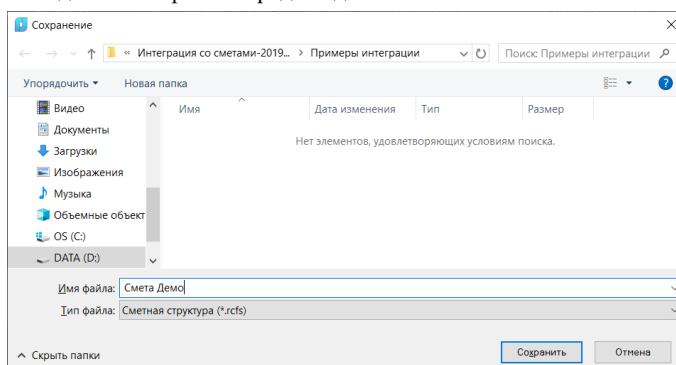 Сохранение
« Интеграция со сметами-2019... > Примеры интеграции
Поиск: Примеры интеграции
Упорядочить
Новая папка
?
Имя
Дата изменения
Тип
Размер
Нет элементов, удовлетворяющих условиям поиска.
Видео
Документы
Загрузки
Изображения
Музыка
Объемные объект
OS (C:)
DATA (D:)
Имя файла: Смета Демо
Тип файла: Сметная структура (*.rcfs)
Скрыть папки
Сохранить
Отмена